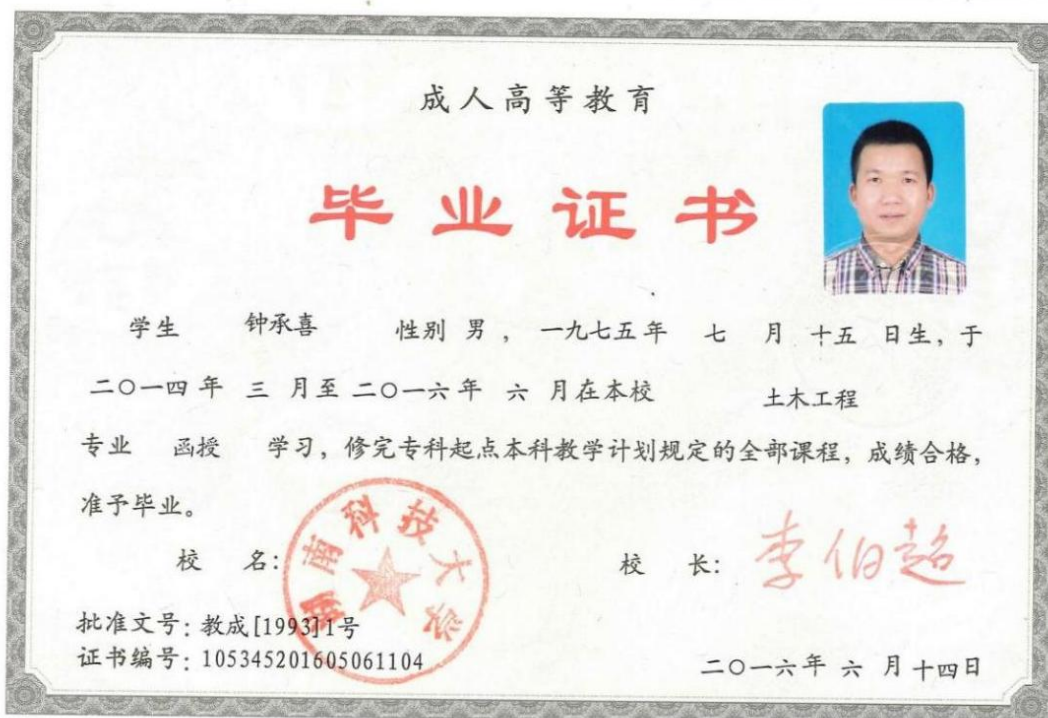 成人高等教育
毕业证书
学生 钟承喜 性别 男，一九七五年 七 月 十五 日生，于
二〇一四年 三 月至二〇一六年 六 月在本校 土木工程
专业 函授 学习，修完专科起点本科教学计划规定的全部课程，成绩合格，
准予毕业。
校 名： 湖南科技大学
校 长： 李伯超
批准文号：教成[1993]1号
证书编号：105345201605061104
二〇一六年 六 月十四日